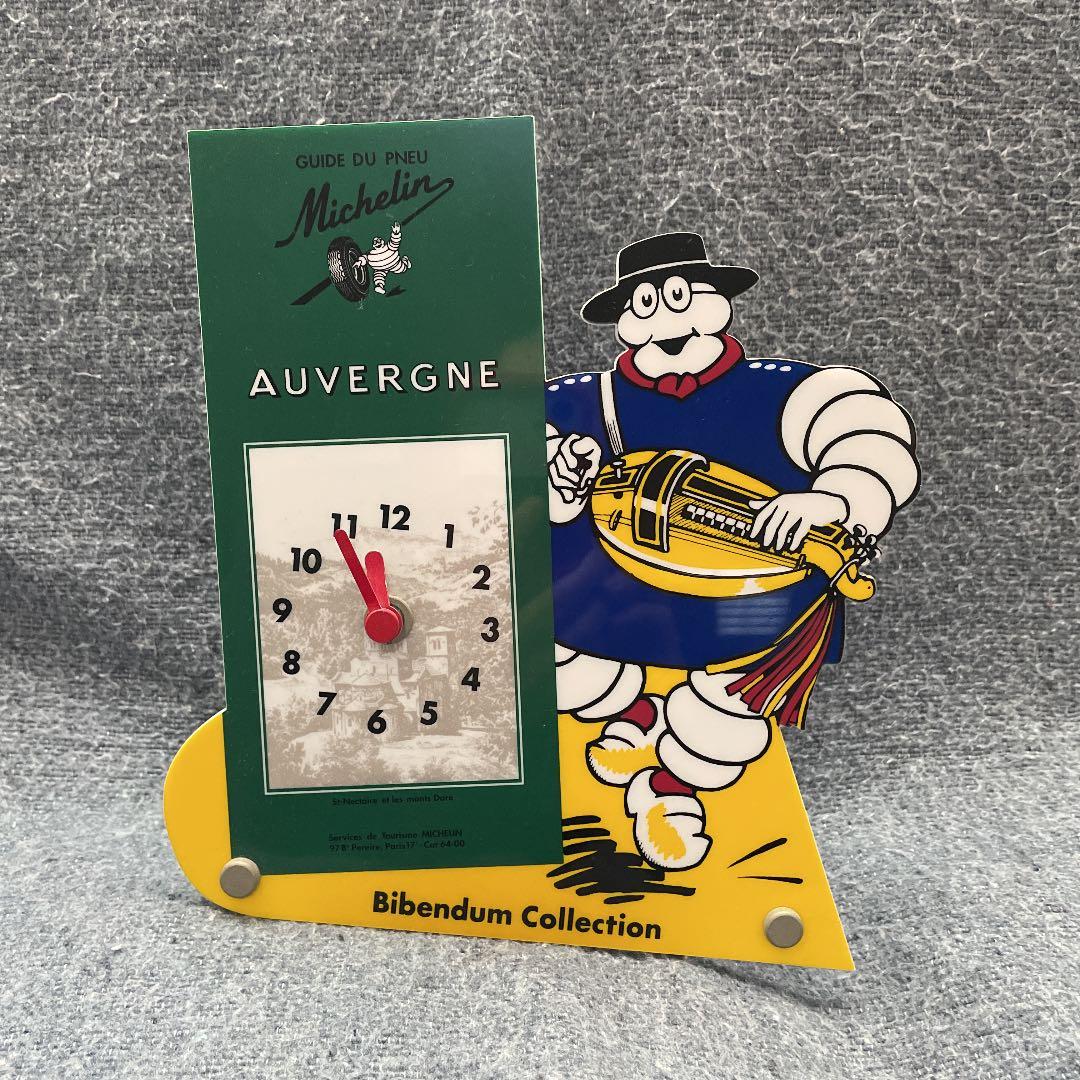 GUIDE DU PNEU
Michelin
AUVERGNE
12
1
2
3
4
5
6
7
8
9
10
11
St-Nectaire et les monts Dore
Services de Tourisme MICHELIN
97 Bd Pereire, Paris 17e - Car 64-00
Bibendum Collection